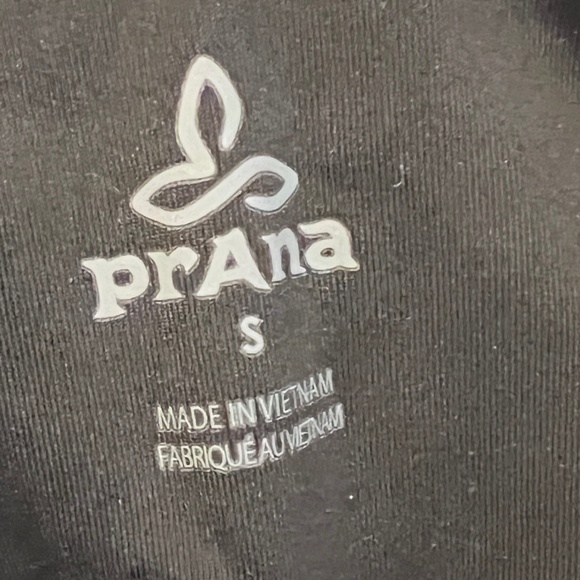 prAna
S
MADE IN VIETNAM
FABRIQUÉ AU VIETNAM